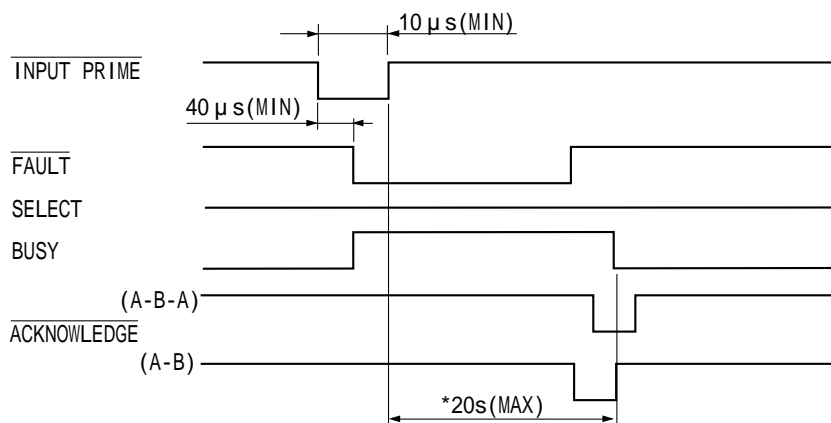 10μs(MIN)
INPUT PRIME
40μs(MIN)
FAULT
SELECT
BUSY
(A-B-A)
ACKNOWLEDGE
(A-B)
*20s(MAX)